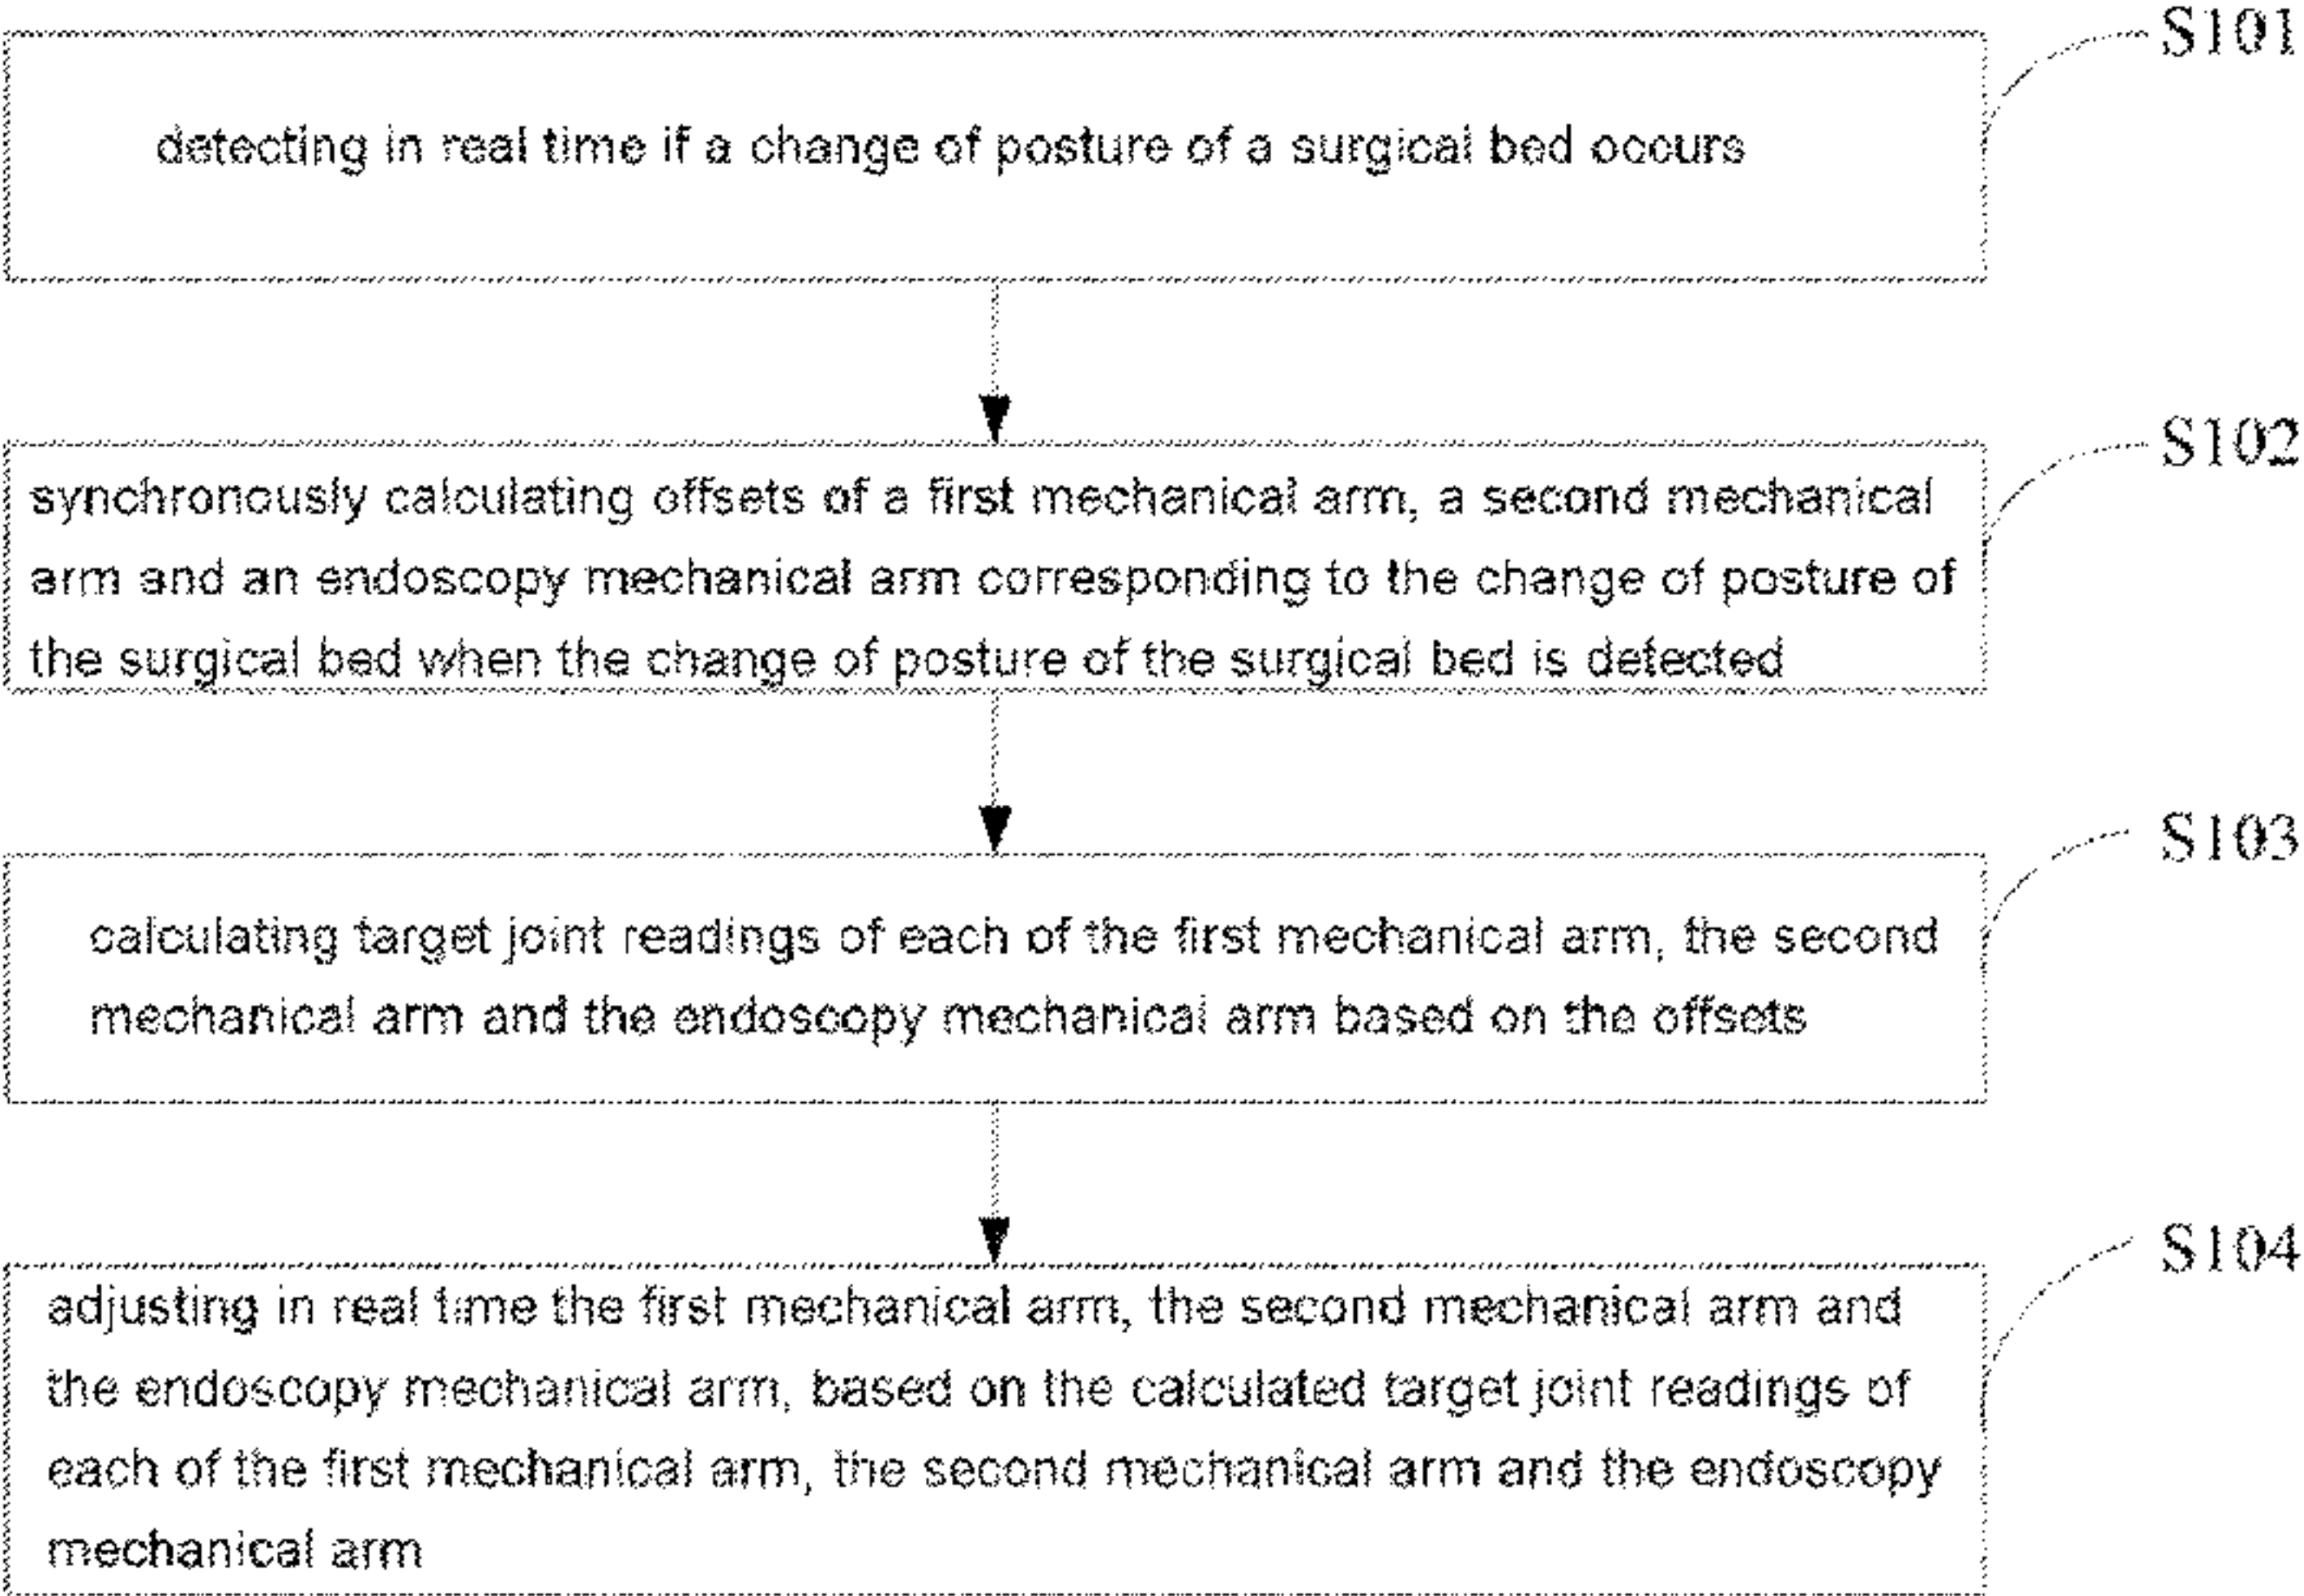 S101
detecting in real time if a change of posture of a surgical bed occurs
S102
synchronously calculating offsets of a first mechanical arm, a second mechanical
arm and an endoscopy mechanical arm corresponding to the change of posture of
the surgical bed when the change of posture of the surgical bed is detected
S103
calculating target joint readings of each of the first mechanical arm, the second
mechanical arm and the endoscopy mechanical arm based on the offsets
S104
adjusting in real time the first mechanical arm, the second mechanical arm and
the endoscopy mechanical arm, based on the calculated target joint readings of
each of the first mechanical arm, the second mechanical arm and the endoscopy
mechanical arm